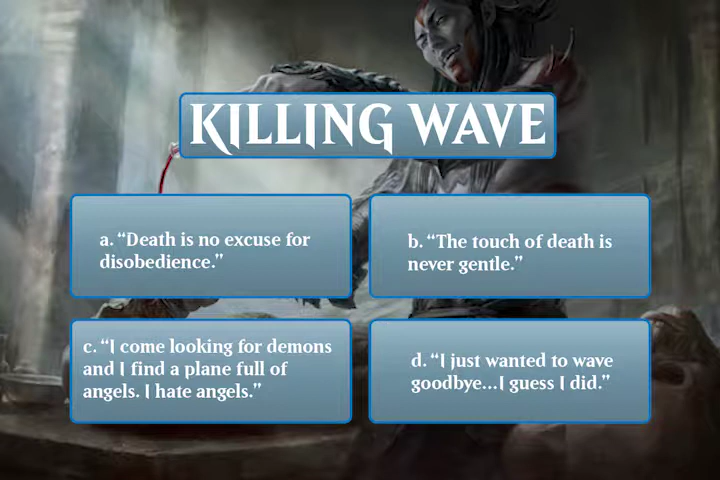 KILLING WAVE
a. “Death is no excuse for
disobedience.”
b. “The touch of death is
never gentle.”
c. “I come looking for demons
and I find a plane full of
angels. I hate angels.”
d. “I just wanted to wave
goodbye...I guess I did.”